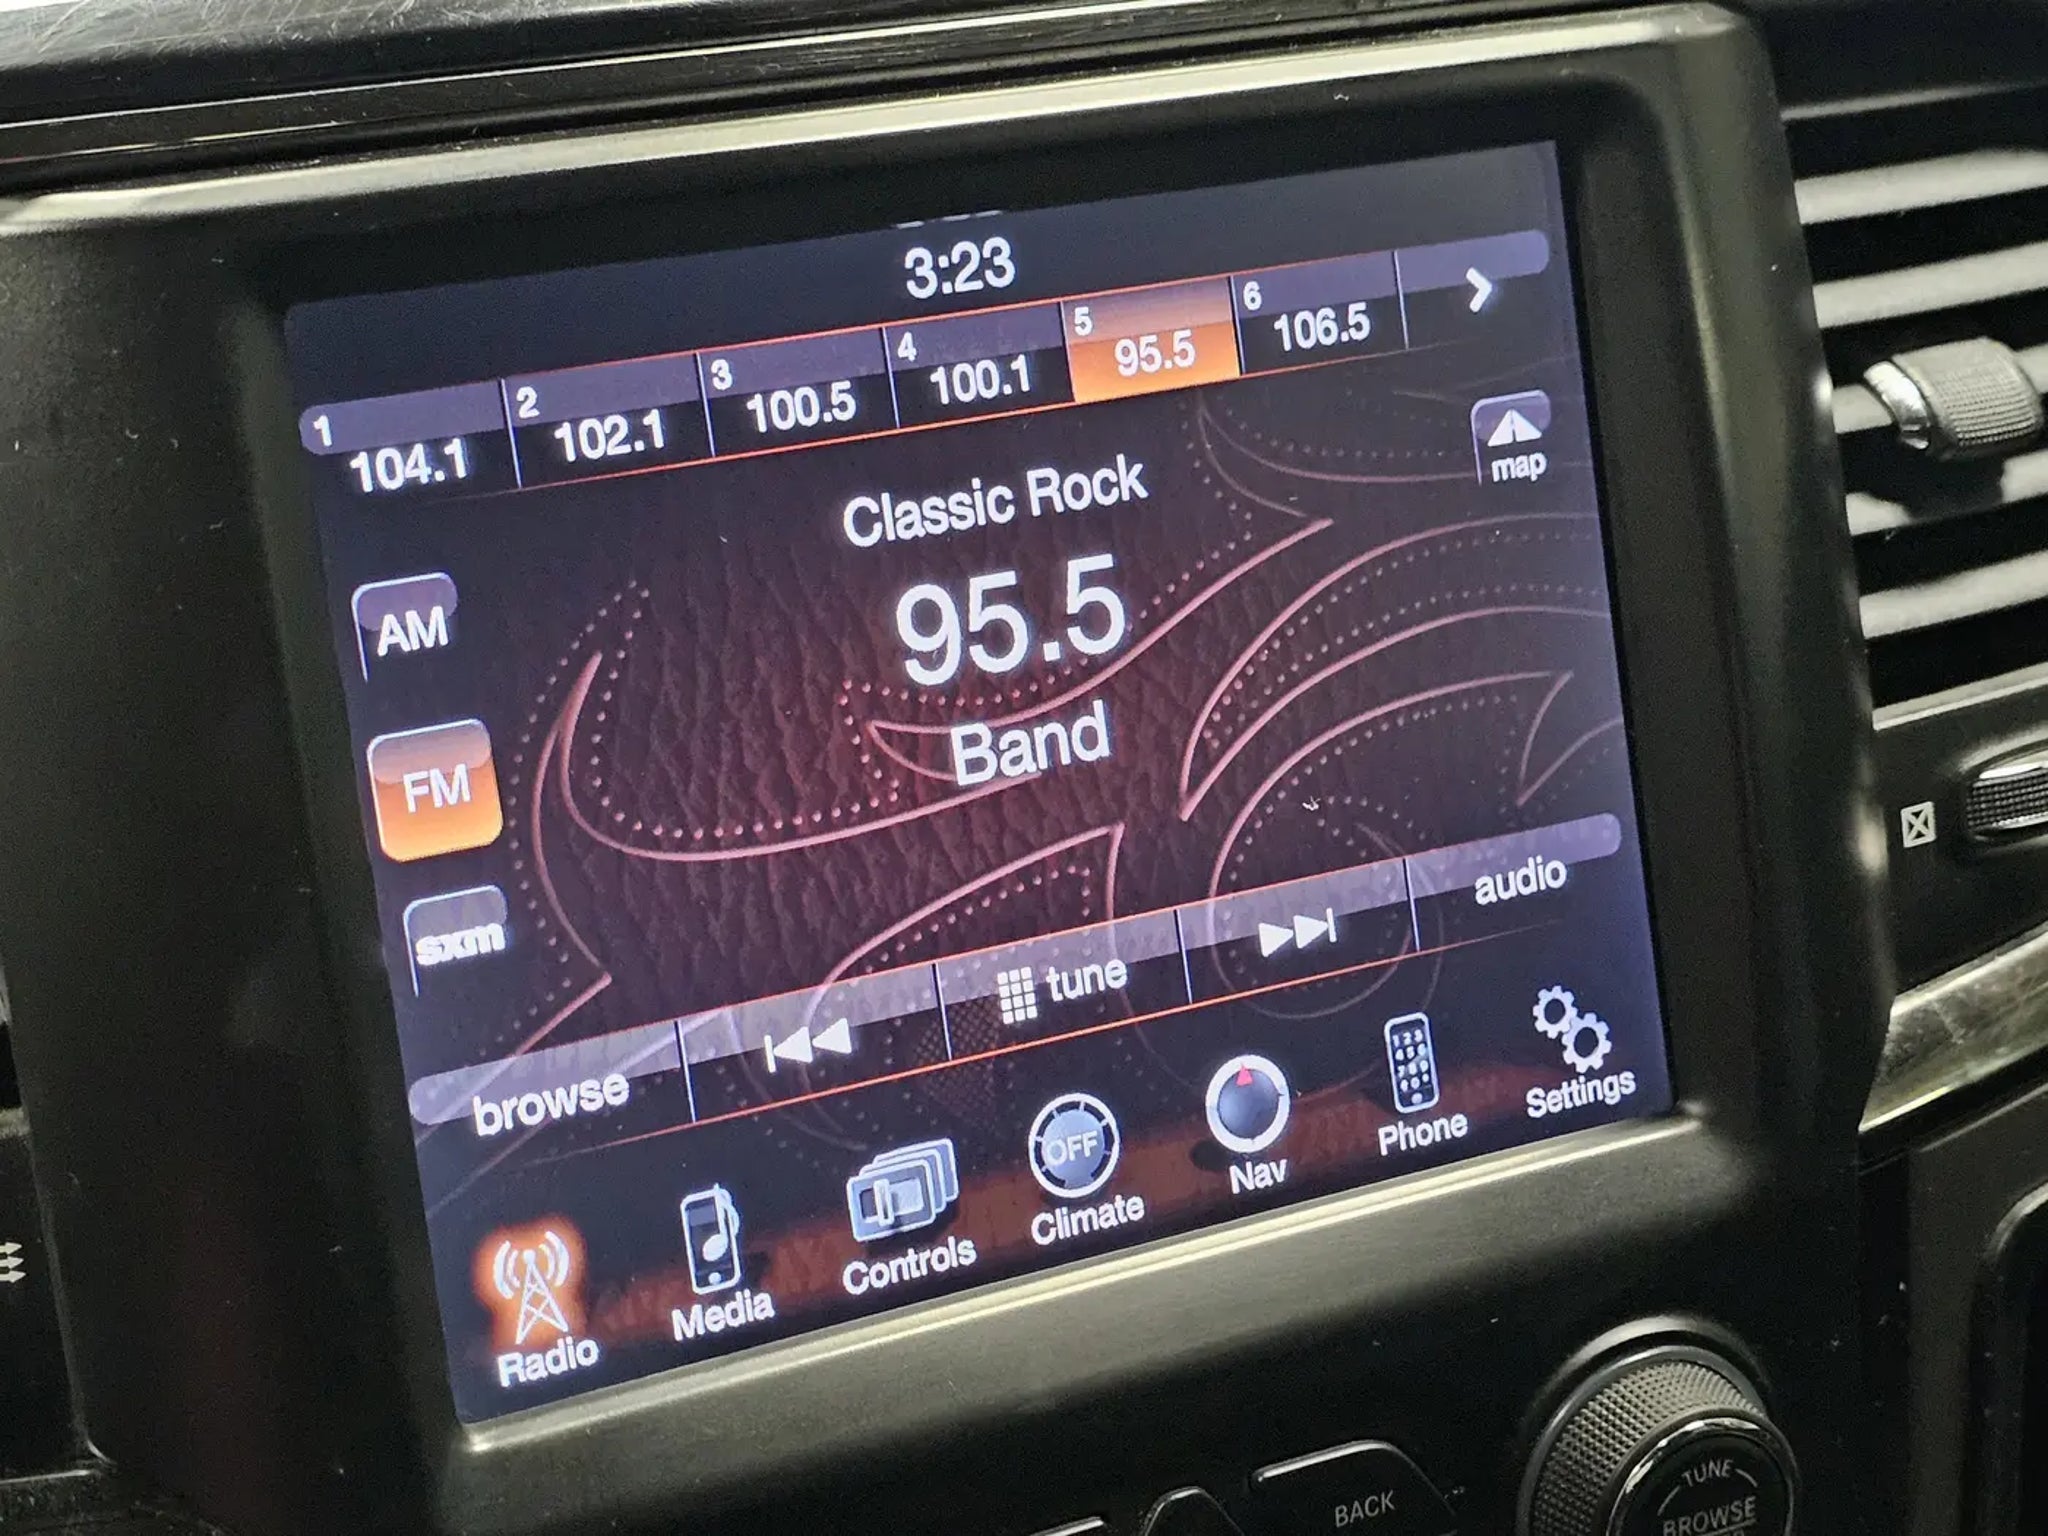 3:23
1 104.1
2 102.1
3 100.5
4 100.1
5 95.5
6 106.5
map
Classic Rock
95.5
Band
AM
FM
sxm
browse
tune
audio
Radio
Media
Controls
OFF
Climate
Nav
Phone
Settings
BACK
TUNE
BROWSE